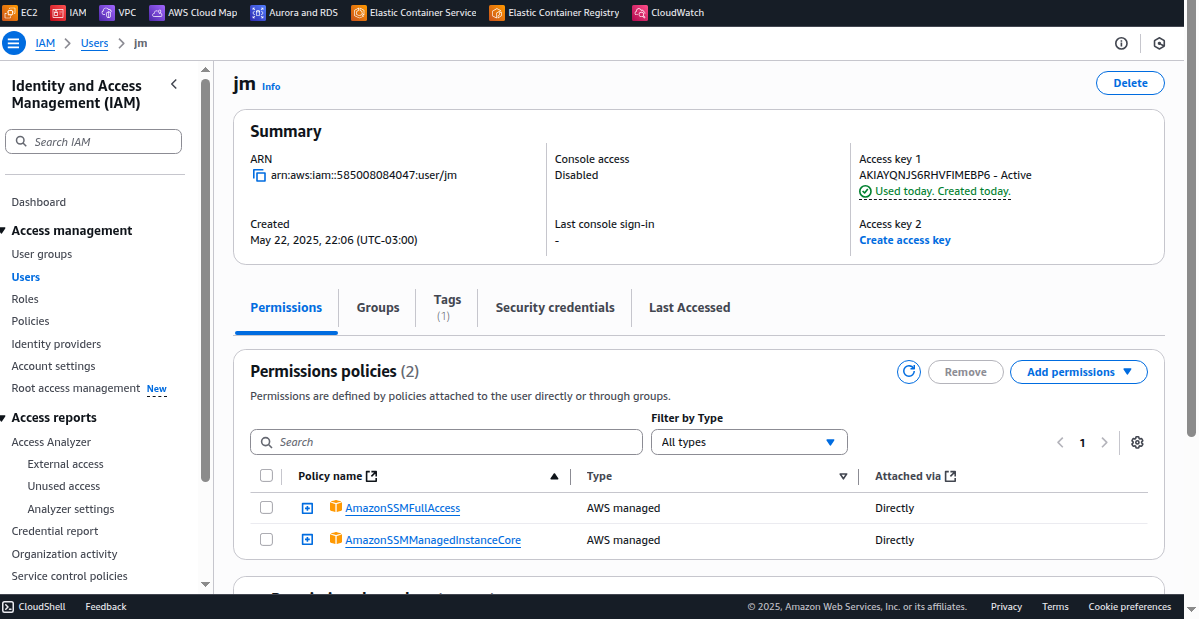 EC2 IAM VPC AWS Cloud Map Aurora and RDS Elastic Container Service Elastic Container Registry CloudWatch
IAM Users jm
Identity and Access Management (IAM)
Search IAM
Dashboard
Access management
User groups
Users
Roles
Policies
Identity providers
Account settings
Root access management New
Access reports
Access Analyzer
External access
Unused access
Analyzer settings
Credential report
Organization activity
Service control policies
jm Info
Delete
Summary
ARN
arn:aws:iam::585008084047:user/jm
Created
May 22, 2025, 22:06 (UTC-03:00)
Console access
Disabled
Last console sign-in
-
Access key 1
AKIAYQNJS6RHVFIMEBP6 - Active
Used today. Created today.
Access key 2
Create access key
Permissions Groups Tags (1) Security credentials Last Accessed
Permissions policies (2)
Remove Add permissions
Permissions are defined by policies attached to the user directly or through groups.
Filter by Type
Search All types 1
Policy name Type Attached via
AmazonSSMFullAccess AWS managed Directly
AmazonSSMManagedInstanceCore AWS managed Directly
CloudShell Feedback © 2025, Amazon Web Services, Inc. or its affiliates. Privacy Terms Cookie preferences